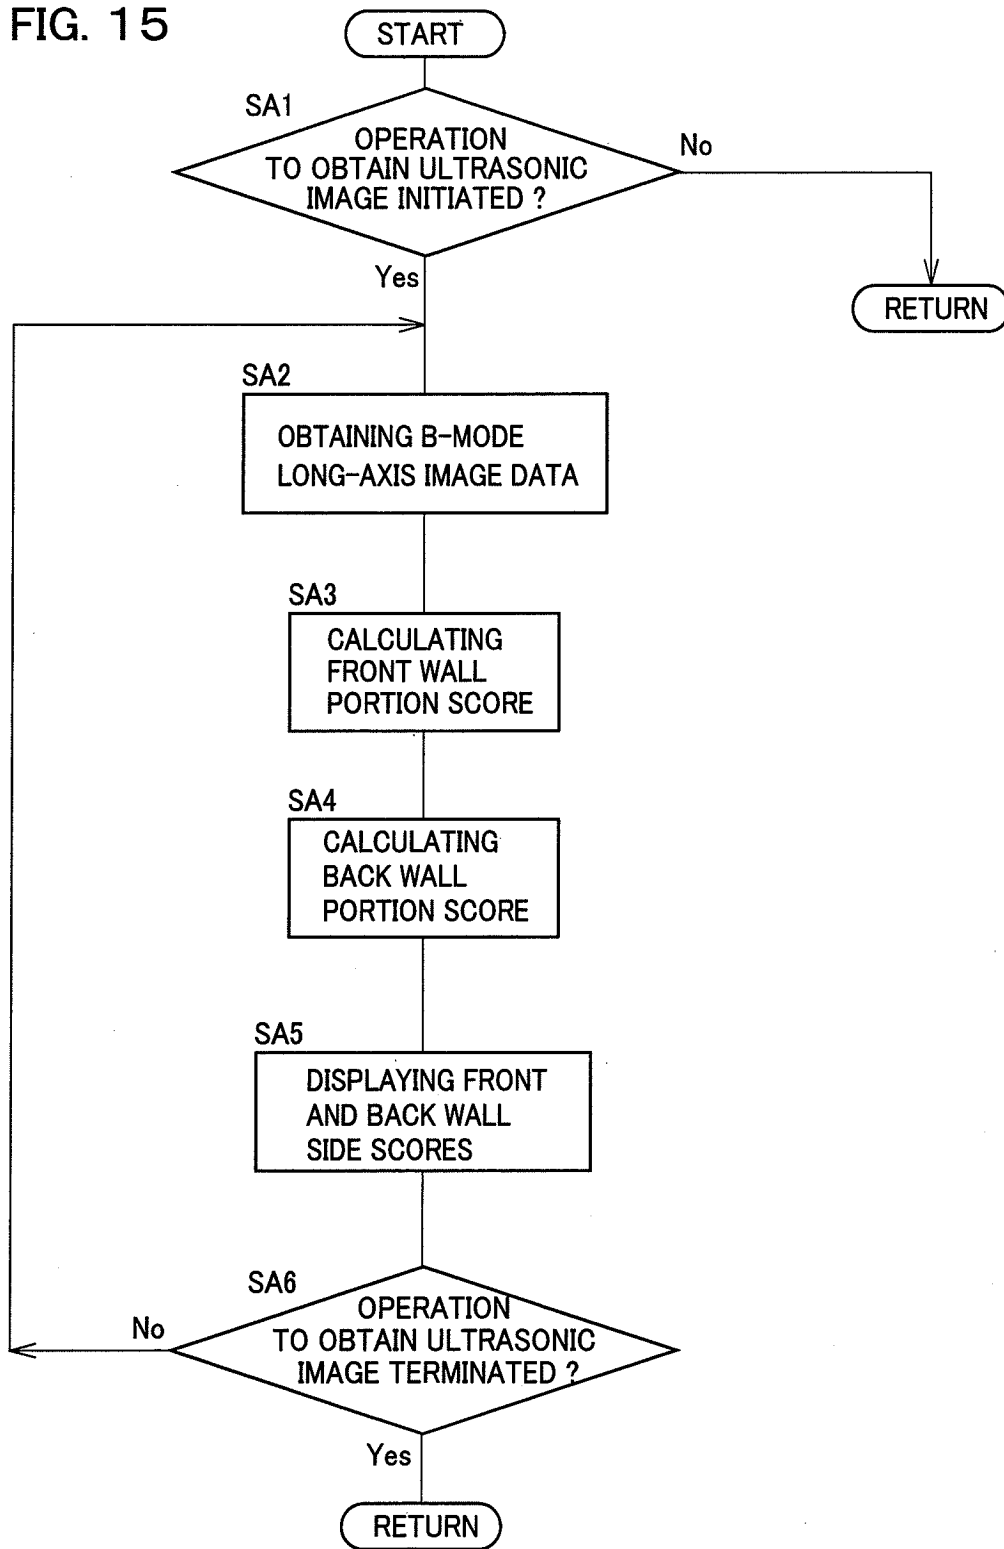 FIG. 15
START
SA1
OPERATION
TO OBTAIN ULTRASONIC
IMAGE INITIATED ?
No
Yes
RETURN
SA2
OBTAINING B-MODE
LONG-AXIS IMAGE DATA
SA3
CALCULATING
FRONT WALL
PORTION SCORE
SA4
CALCULATING
BACK WALL
PORTION SCORE
SA5
DISPLAYING FRONT
AND BACK WALL
SIDE SCORES
SA6
OPERATION
TO OBTAIN ULTRASONIC
IMAGE TERMINATED ?
No
Yes
RETURN